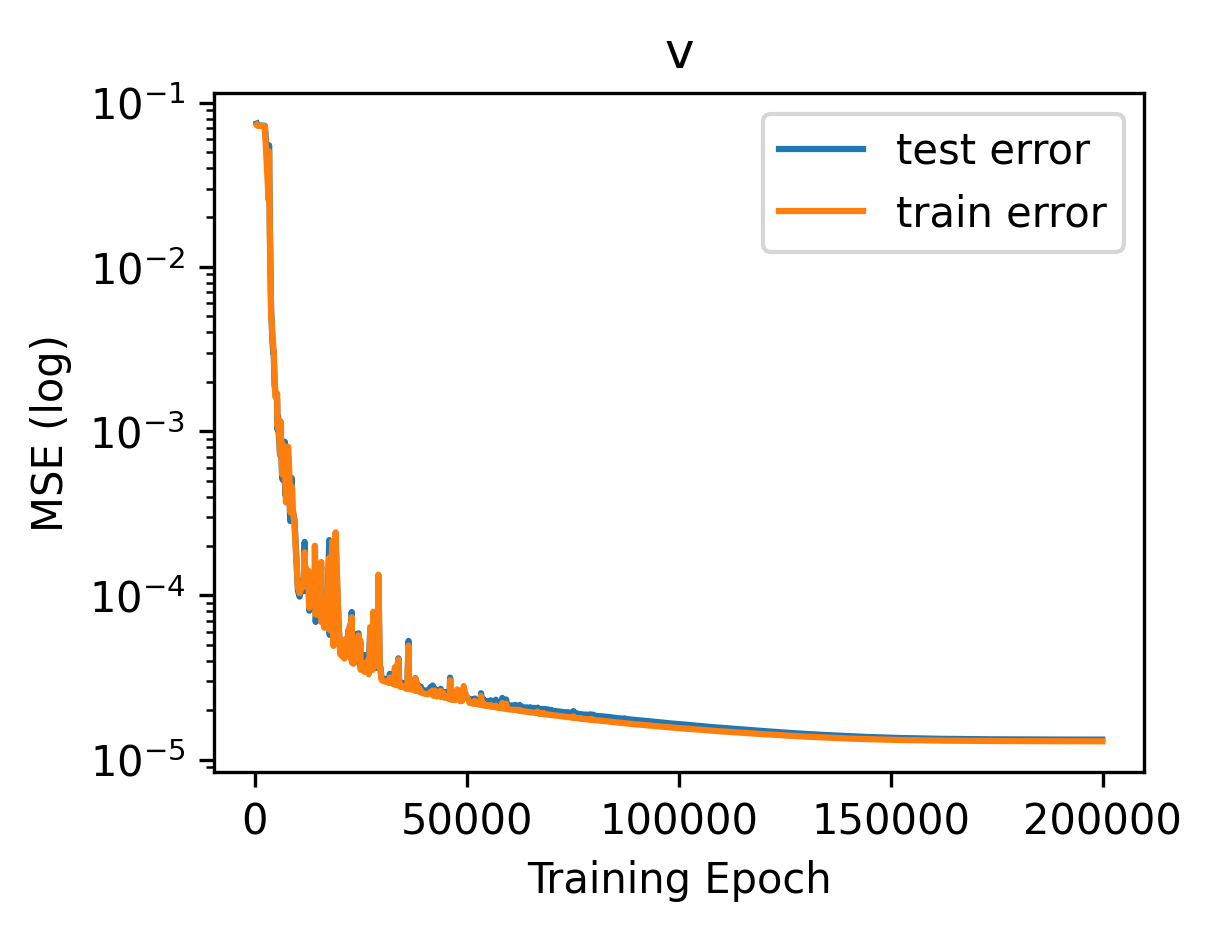 v
MSE (log)
10⁻¹
10⁻²
10⁻³
10⁻⁴
10⁻⁵
test error
train error
0 50000 100000 150000 200000
Training Epoch